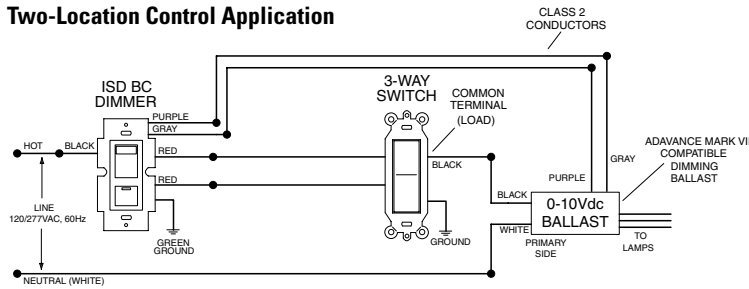 Two-Location Control Application
CLASS 2
CONDUCTORS
ISD BC
DIMMER
3-WAY
SWITCH
COMMON
TERMINAL
(LOAD)
PURPLE
GRAY
HOT
BLACK
RED
RED
BLACK
LINE
120/277VAC, 60Hz
GREEN
GROUND
GROUND
NEUTRAL (WHITE)
PURPLE
GRAY
ADAVANCE MARK VII
COMPATIBLE
DIMMING
BALLAST
BLACK
0-10Vdc
BALLAST
WHITE
PRIMARY
SIDE
TO
LAMPS